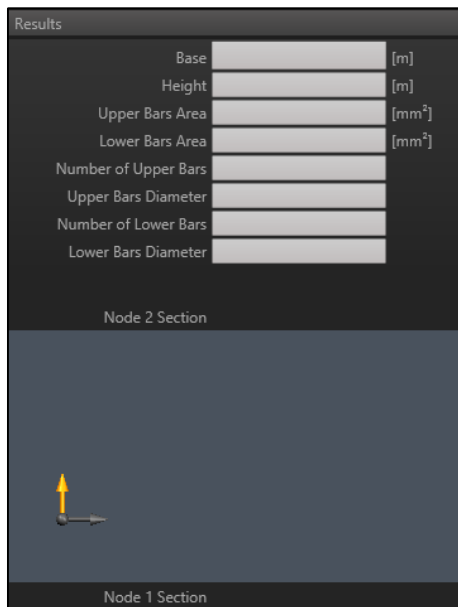 Results
Base [m]
Height [m]
Upper Bars Area [mm²]
Lower Bars Area [mm²]
Number of Upper Bars
Upper Bars Diameter
Number of Lower Bars
Lower Bars Diameter
Node 2 Section
Node 1 Section